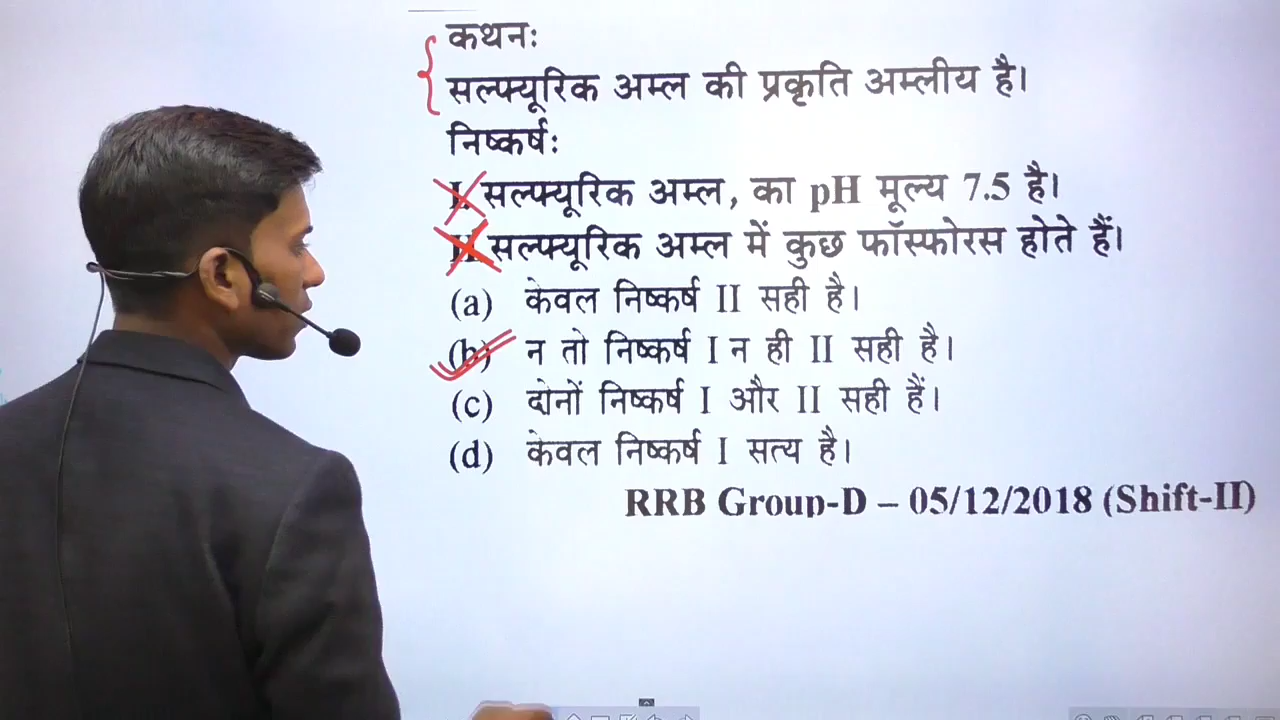 कथनः
सल्फ्यूरिक अम्ल की प्रकृति अम्लीय है।
निष्कर्षः
I. सल्फ्यूरिक अम्ल, का pH मूल्य 7.5 है।
II. सल्फ्यूरिक अम्ल में कुछ फॉस्फोरस होते हैं।
(a) केवल निष्कर्ष II सही है।
(b) न तो निष्कर्ष I न ही II सही है।
(c) दोनों निष्कर्ष I और II सही हैं।
(d) केवल निष्कर्ष I सत्य है।
RRB Group-D – 05/12/2018 (Shift-II)